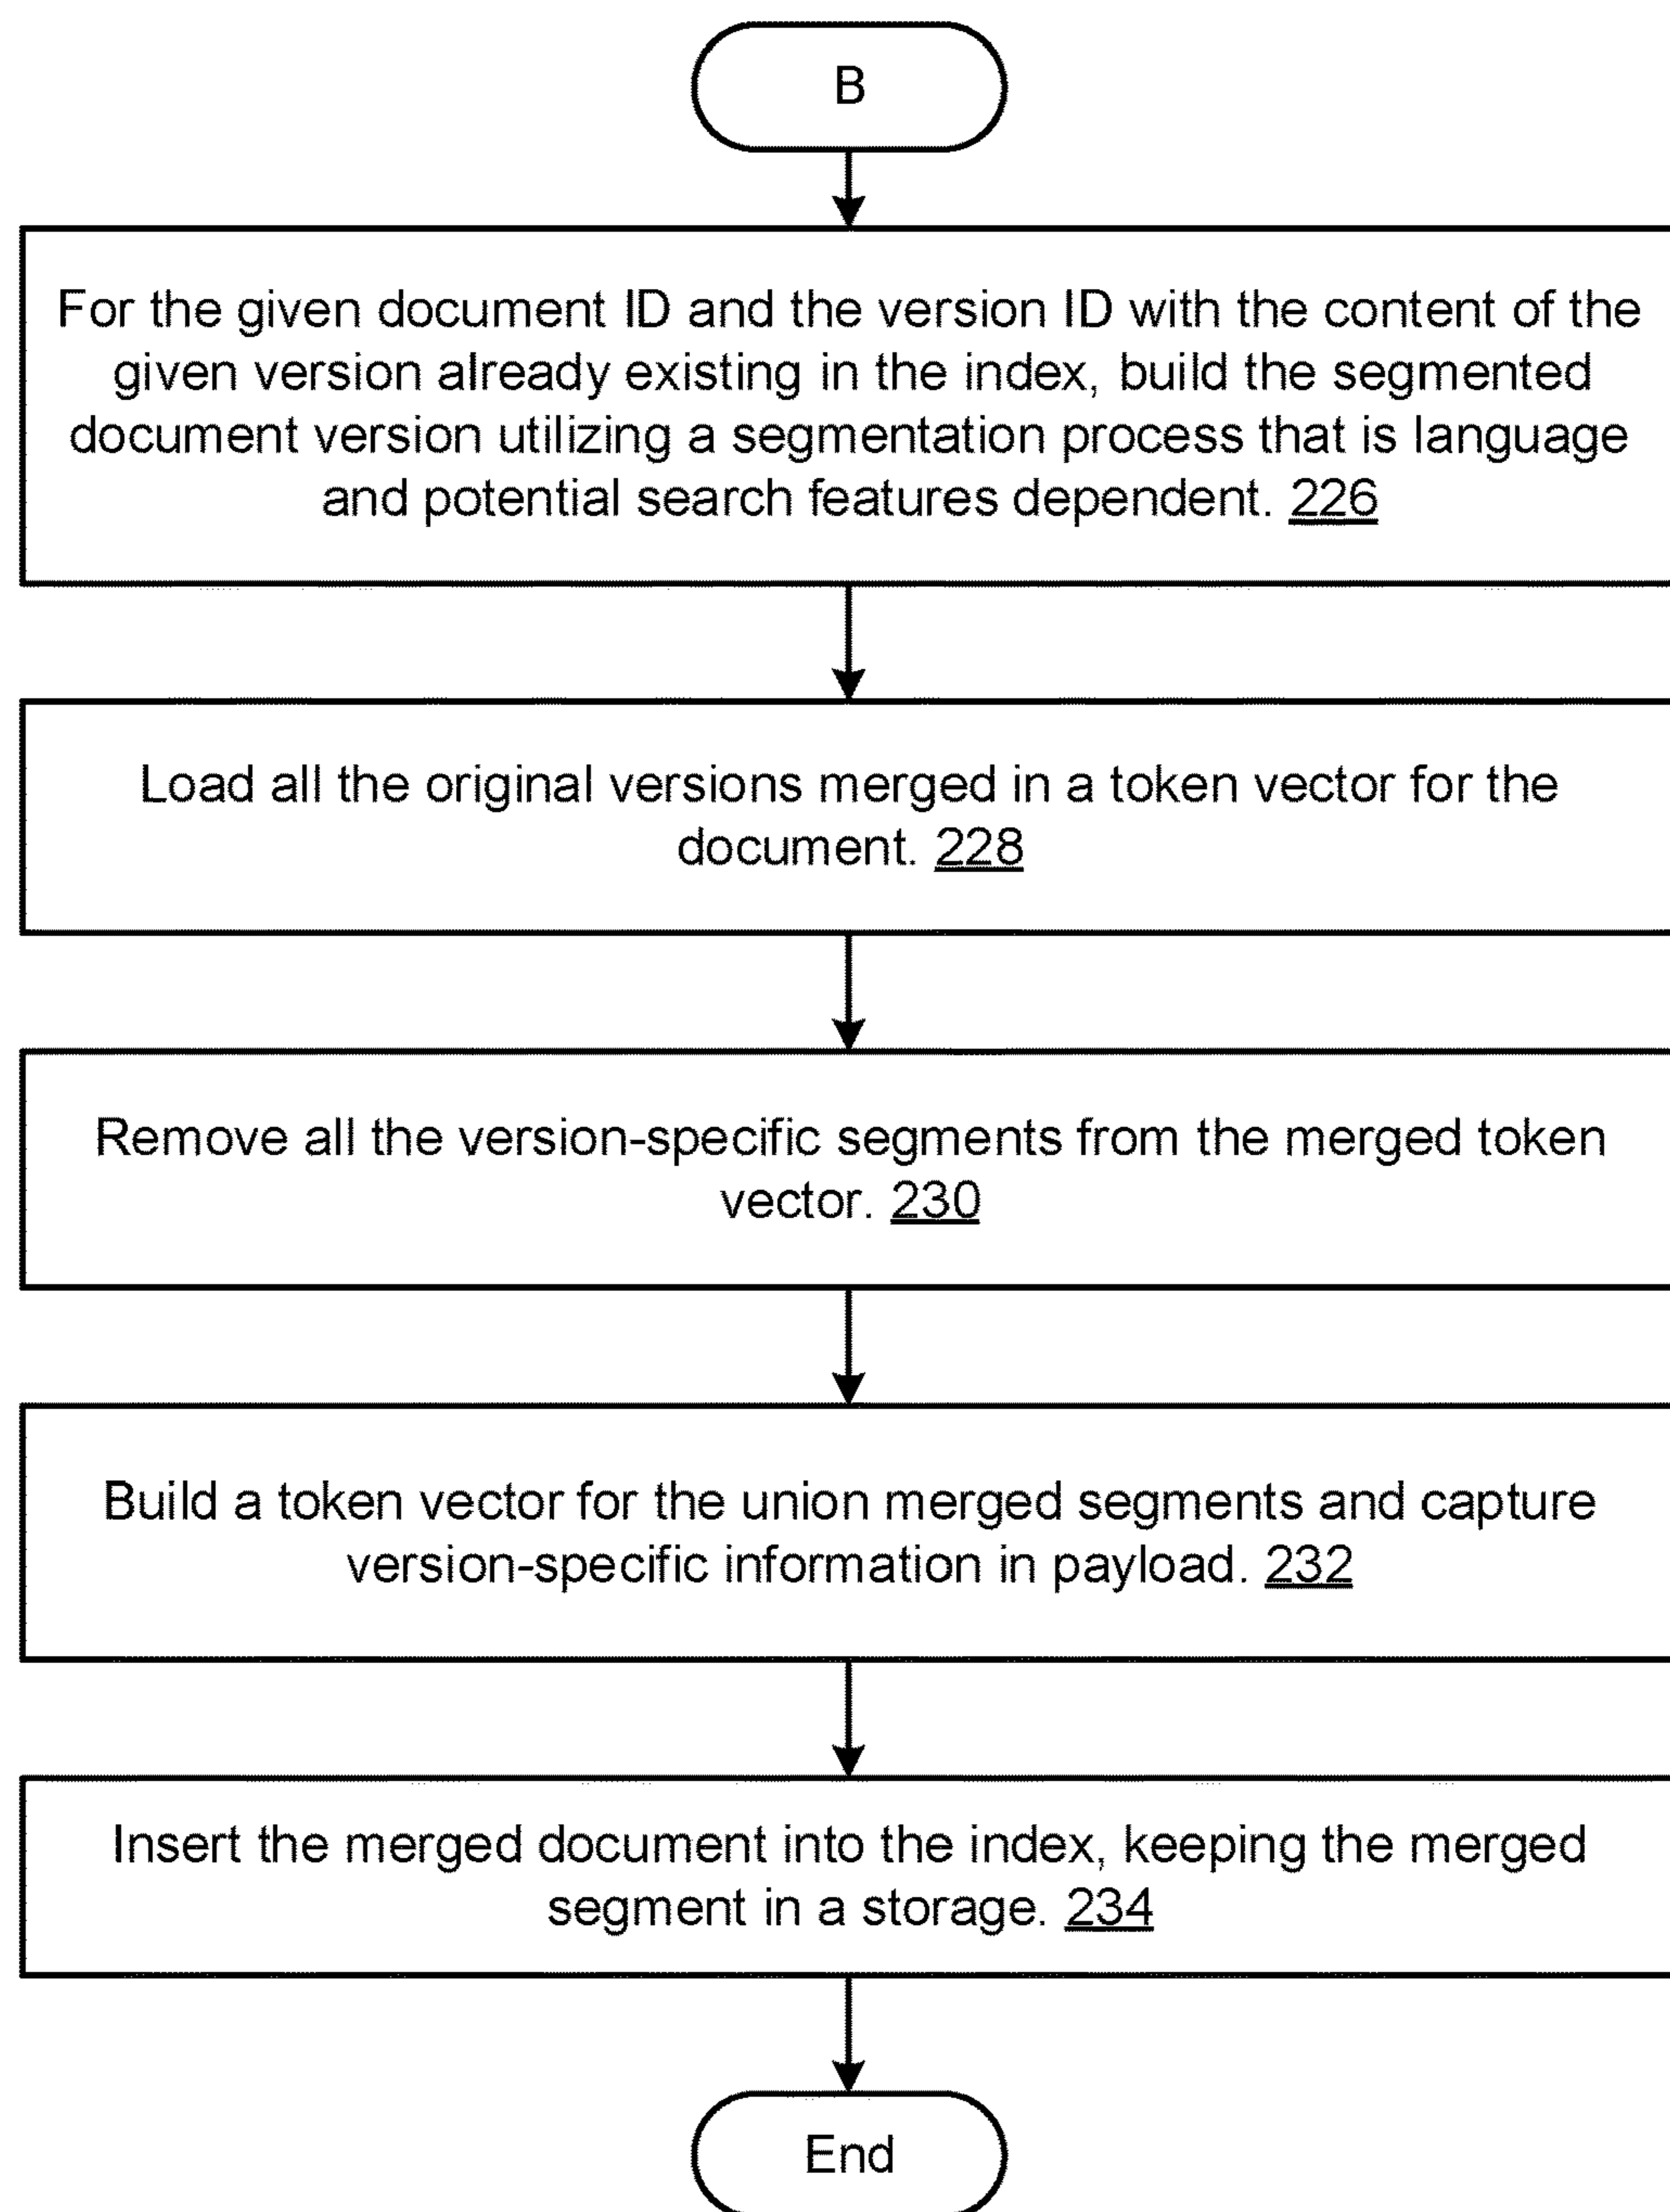 B
For the given document ID and the version ID with the content of the
given version already existing in the index, build the segmented
document version utilizing a segmentation process that is language
and potential search features dependent. 226
Load all the original versions merged in a token vector for the
document. 228
Remove all the version-specific segments from the merged token
vector. 230
Build a token vector for the union merged segments and capture
version-specific information in payload. 232
Insert the merged document into the index, keeping the merged
segment in a storage. 234
End